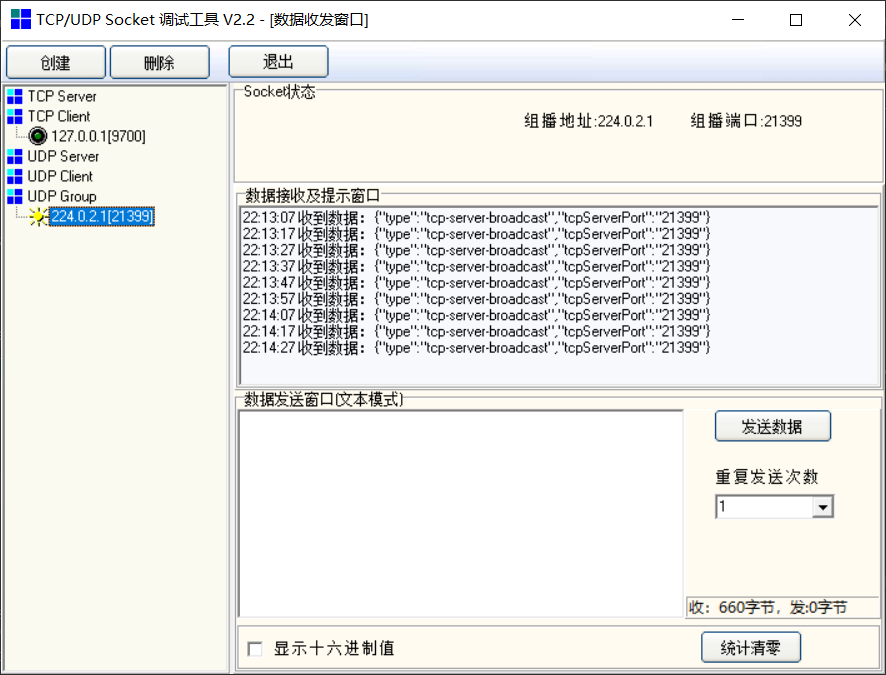 TCP/UDP Socket 调试工具 V2.2 - [数据收发窗口]
创建
删除
退出
TCP Server
TCP Client
127.0.0.1[9700]
UDP Server
UDP Client
UDP Group
224.0.2.1[21399]
Socket状态
组播地址:224.0.2.1
组播端口:21399
数据接收及提示窗口
22:13:07 收到数据：{"type":"tcp-server-broadcast","tcpServerPort":"21399"}
22:13:17 收到数据：{"type":"tcp-server-broadcast","tcpServerPort":"21399"}
22:13:27 收到数据：{"type":"tcp-server-broadcast","tcpServerPort":"21399"}
22:13:37 收到数据：{"type":"tcp-server-broadcast","tcpServerPort":"21399"}
22:13:47 收到数据：{"type":"tcp-server-broadcast","tcpServerPort":"21399"}
22:13:57 收到数据：{"type":"tcp-server-broadcast","tcpServerPort":"21399"}
22:14:07 收到数据：{"type":"tcp-server-broadcast","tcpServerPort":"21399"}
22:14:17 收到数据：{"type":"tcp-server-broadcast","tcpServerPort":"21399"}
22:14:27 收到数据：{"type":"tcp-server-broadcast","tcpServerPort":"21399"}
数据发送窗口(文本模式)
发送数据
重复发送次数
1
收：660字节，发:0字节
显示十六进制值
统计清零